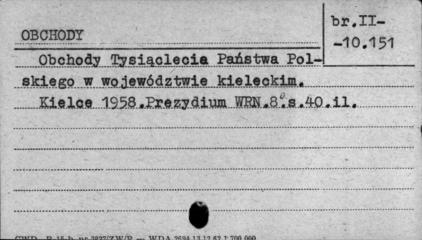 br.II-
-10.151
OBCHODY
Obchody Tysiąclecia Państwa Pol-
skiego w województwie kieleckim.
Kielce 1958.Prezydium WRN.8°.s.40.il.